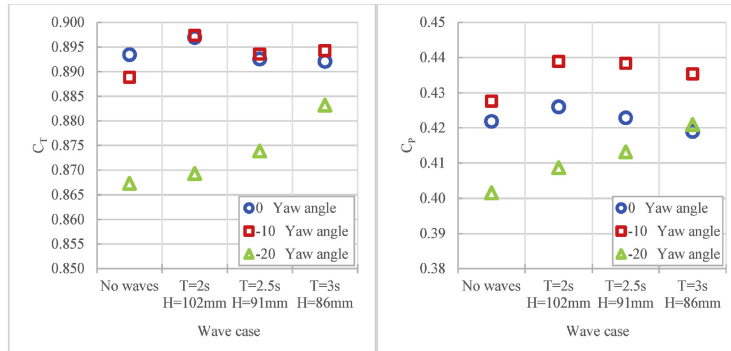 0.900
0.895
0.890
0.885
0.880
0.875
0.870
0.865
0.860
0.855
0.850
C_T
0 Yaw angle
-10 Yaw angle
-20 Yaw angle
No waves T=2s T=2.5s T=3s
H=102mm H=91mm H=86mm
Wave case
0.45
0.44
0.43
0.42
0.41
0.40
0.39
0.38
C_P
0 Yaw angle
-10 Yaw angle
-20 Yaw angle
No waves T=2s T=2.5s T=3s
H=102mm H=91mm H=86mm
Wave case